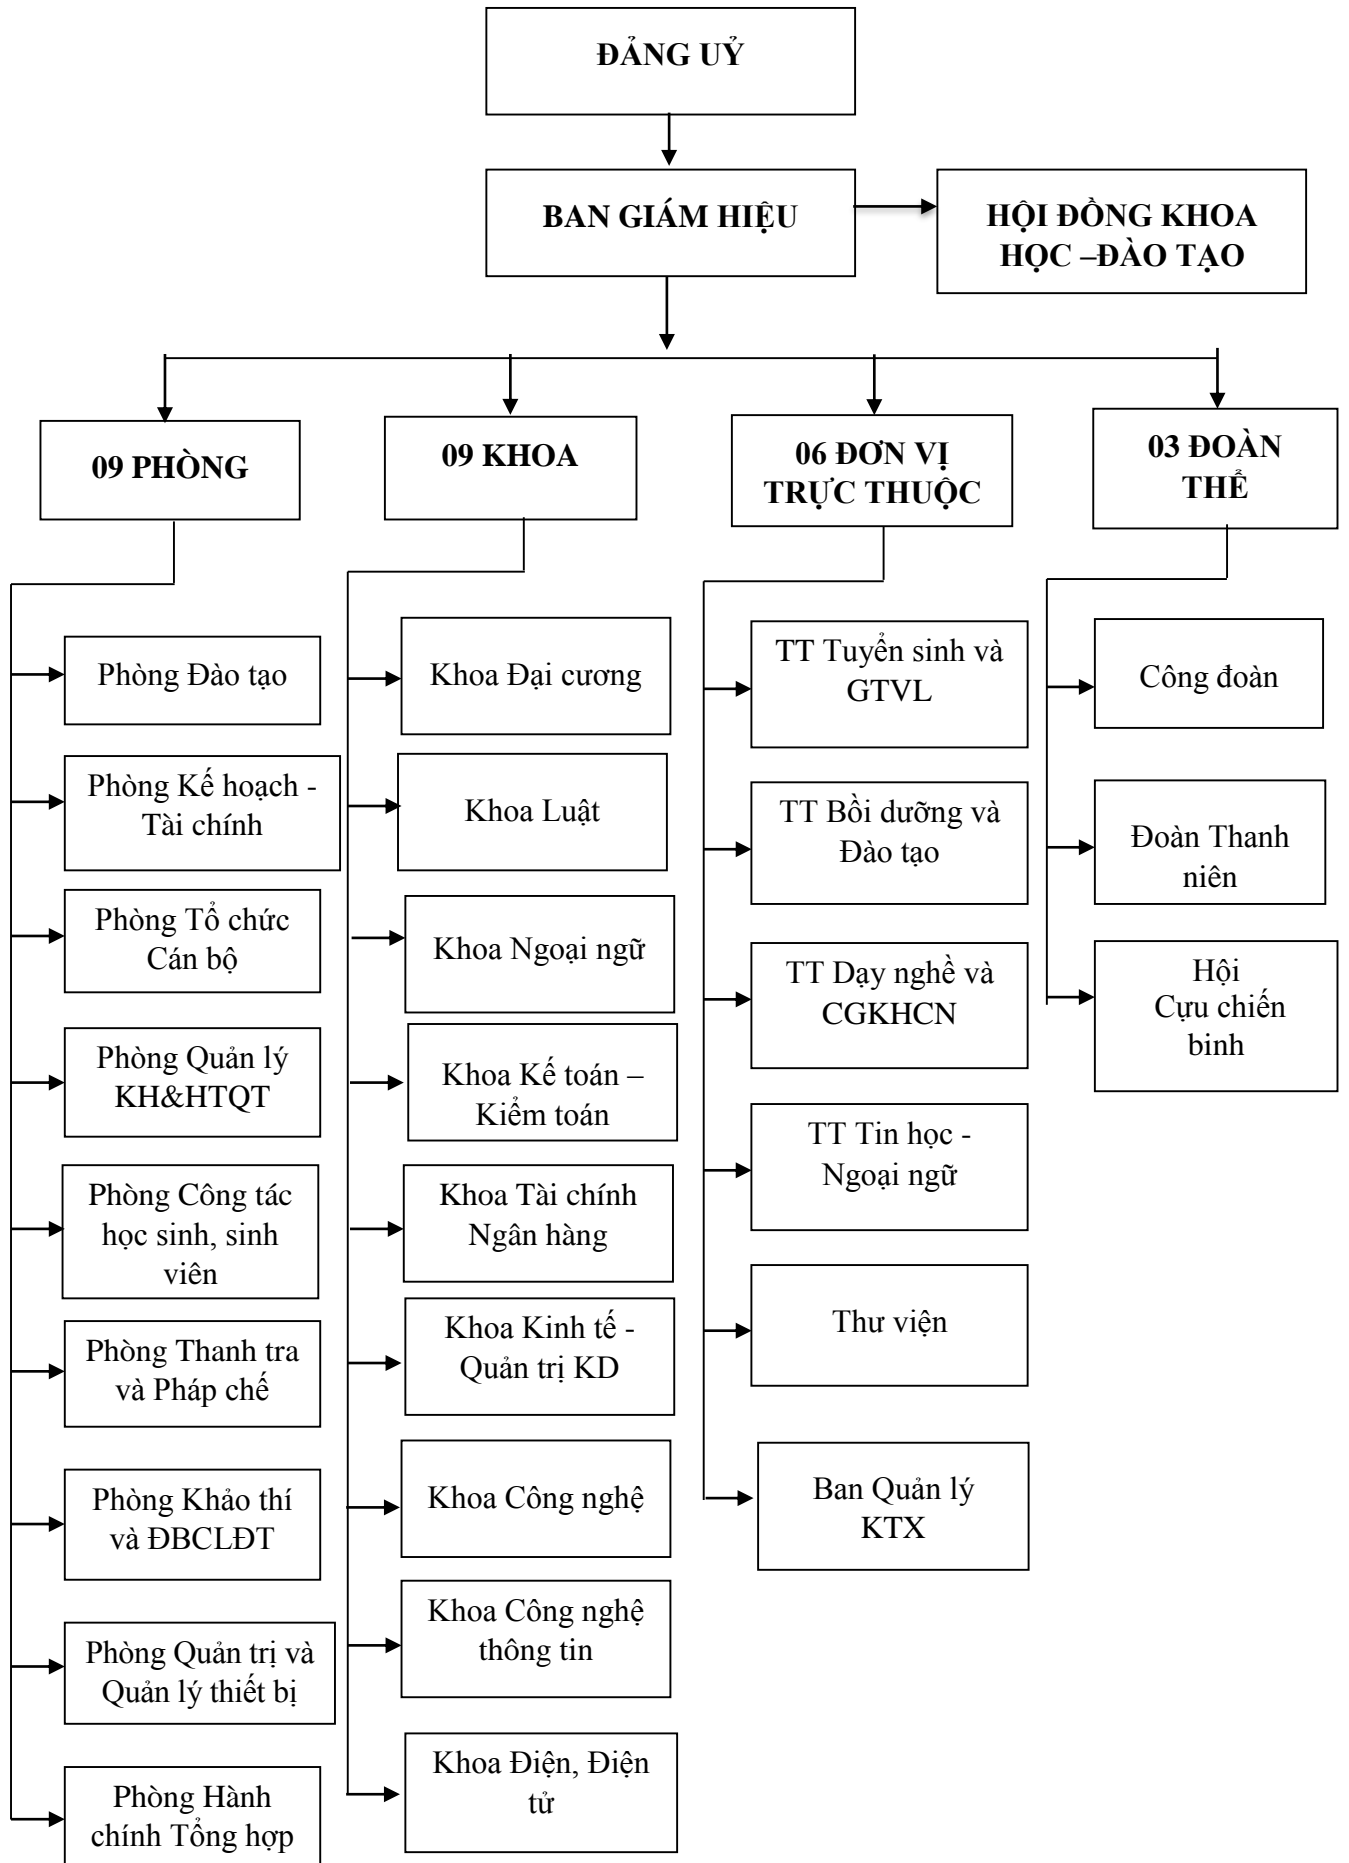 ĐẢNG UỶ
BAN GIÁM HIỆU
HỘI ĐỒNG KHOA
HỌC –ĐÀO TẠO
09 PHÒNG
09 KHOA
06 ĐƠN VỊ
TRỰC THUỘC
03 ĐOÀN
THỂ
Phòng Đào tạo
Phòng Kế hoạch -
Tài chính
Phòng Tổ chức
Cán bộ
Phòng Quản lý
KH&HTQT
Phòng Công tác
học sinh, sinh
viên
Phòng Thanh tra
và Pháp chế
Phòng Khảo thí
và ĐBCLĐT
Phòng Quản trị và
Quản lý thiết bị
Phòng Hành
chính Tổng hợp
Khoa Đại cương
Khoa Luật
Khoa Ngoại ngữ
Khoa Kế toán –
Kiểm toán
Khoa Tài chính
Ngân hàng
Khoa Kinh tế -
Quản trị KD
Khoa Công nghệ
Khoa Công nghệ
thông tin
Khoa Điện, Điện
tử
TT Tuyển sinh và
GTVL
TT Bồi dưỡng và
Đào tạo
TT Dạy nghề và
CGKHCN
TT Tin học -
Ngoại ngữ
Thư viện
Ban Quản lý
KTX
Công đoàn
Đoàn Thanh
niên
Hội
Cựu chiến
binh